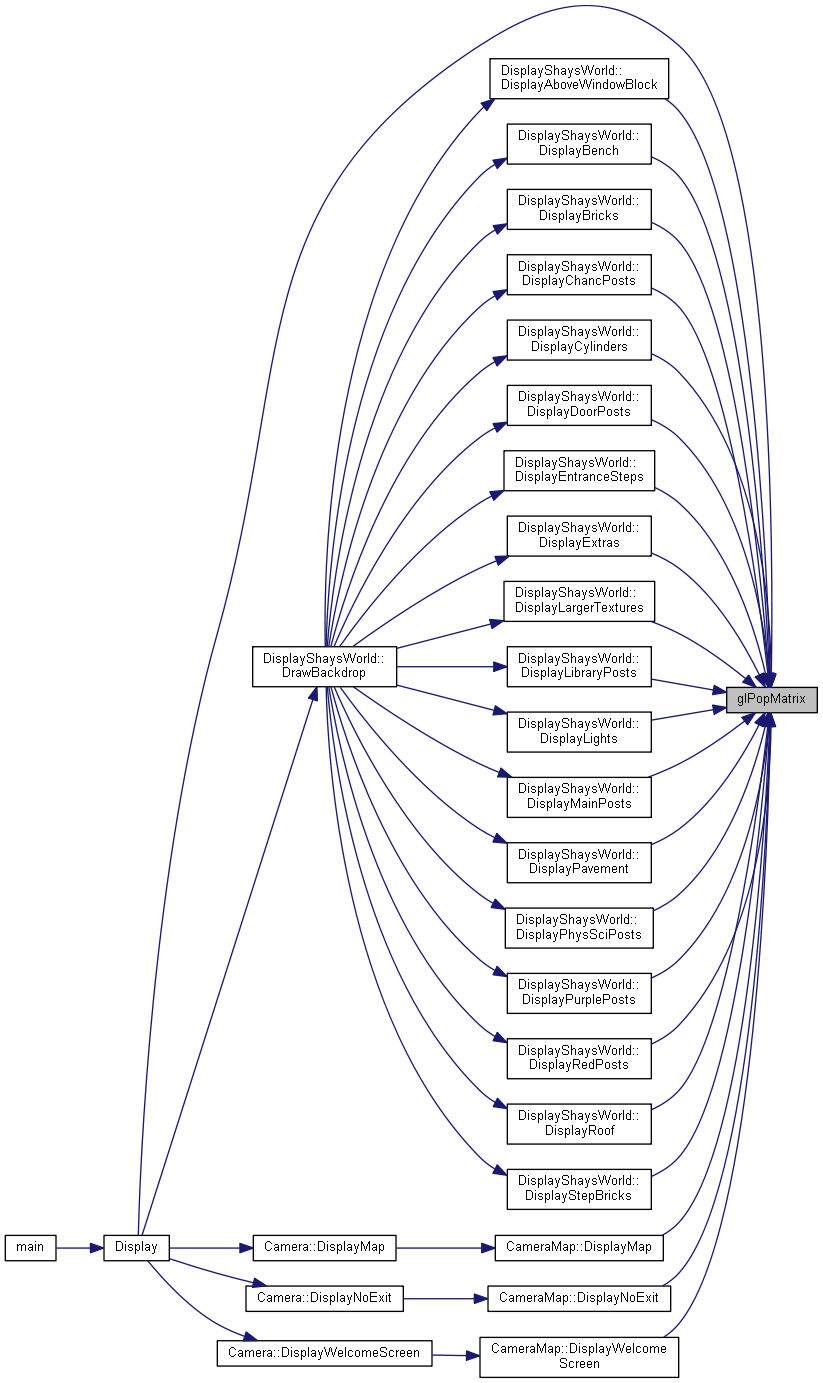 DisplayShaysWorld::
DisplayAboveWindowBlock
DisplayShaysWorld::
DisplayBench
DisplayShaysWorld::
DisplayBricks
DisplayShaysWorld::
DisplayChancPosts
DisplayShaysWorld::
DisplayCylinders
DisplayShaysWorld::
DisplayDoorPosts
DisplayShaysWorld::
DisplayEntranceSteps
DisplayShaysWorld::
DisplayExtras
DisplayShaysWorld::
DisplayLargerTextures
DisplayShaysWorld::
DrawBackdrop
DisplayShaysWorld::
DisplayLibraryPosts
glPopMatrix
DisplayShaysWorld::
DisplayLights
DisplayShaysWorld::
DisplayMainPosts
DisplayShaysWorld::
DisplayPavement
DisplayShaysWorld::
DisplayPhysSciPosts
DisplayShaysWorld::
DisplayPurplePosts
DisplayShaysWorld::
DisplayRedPosts
DisplayShaysWorld::
DisplayRoof
DisplayShaysWorld::
DisplayStepBricks
main
Display
Camera::DisplayMap
CameraMap::DisplayMap
Camera::DisplayNoExit
CameraMap::DisplayNoExit
Camera::DisplayWelcomeScreen
CameraMap::DisplayWelcome
Screen